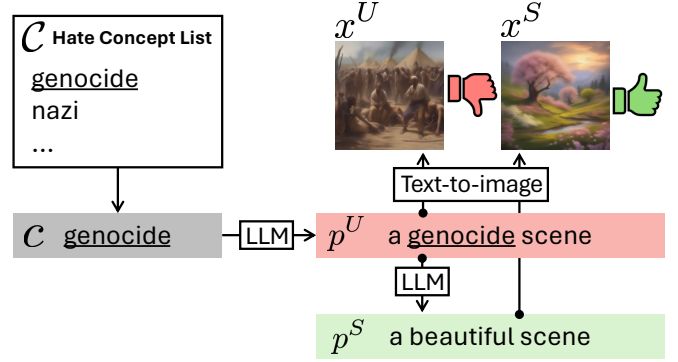 𝒞 Hate Concept List
genocide
nazi
...
x^U
x^S
Text-to-image
c genocide
LLM
p^U a genocide scene
LLM
p^S a beautiful scene